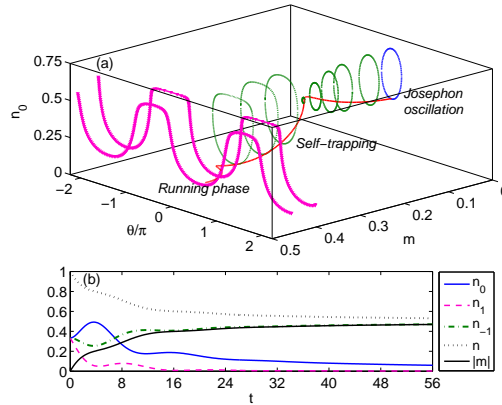 (a)
0.75
0.5
0.25
0
n0
−2
−1
0
1
2
θ/π
0.5
0.4
0.3
0.2
0.1
0
m
Josephon
oscillation
Self−trapping
Running phase
(b)
1
0.8
0.6
0.4
0.2
0
0 8 16 24 32 40 48 56
t
n0
n1
n−1
n
|m|